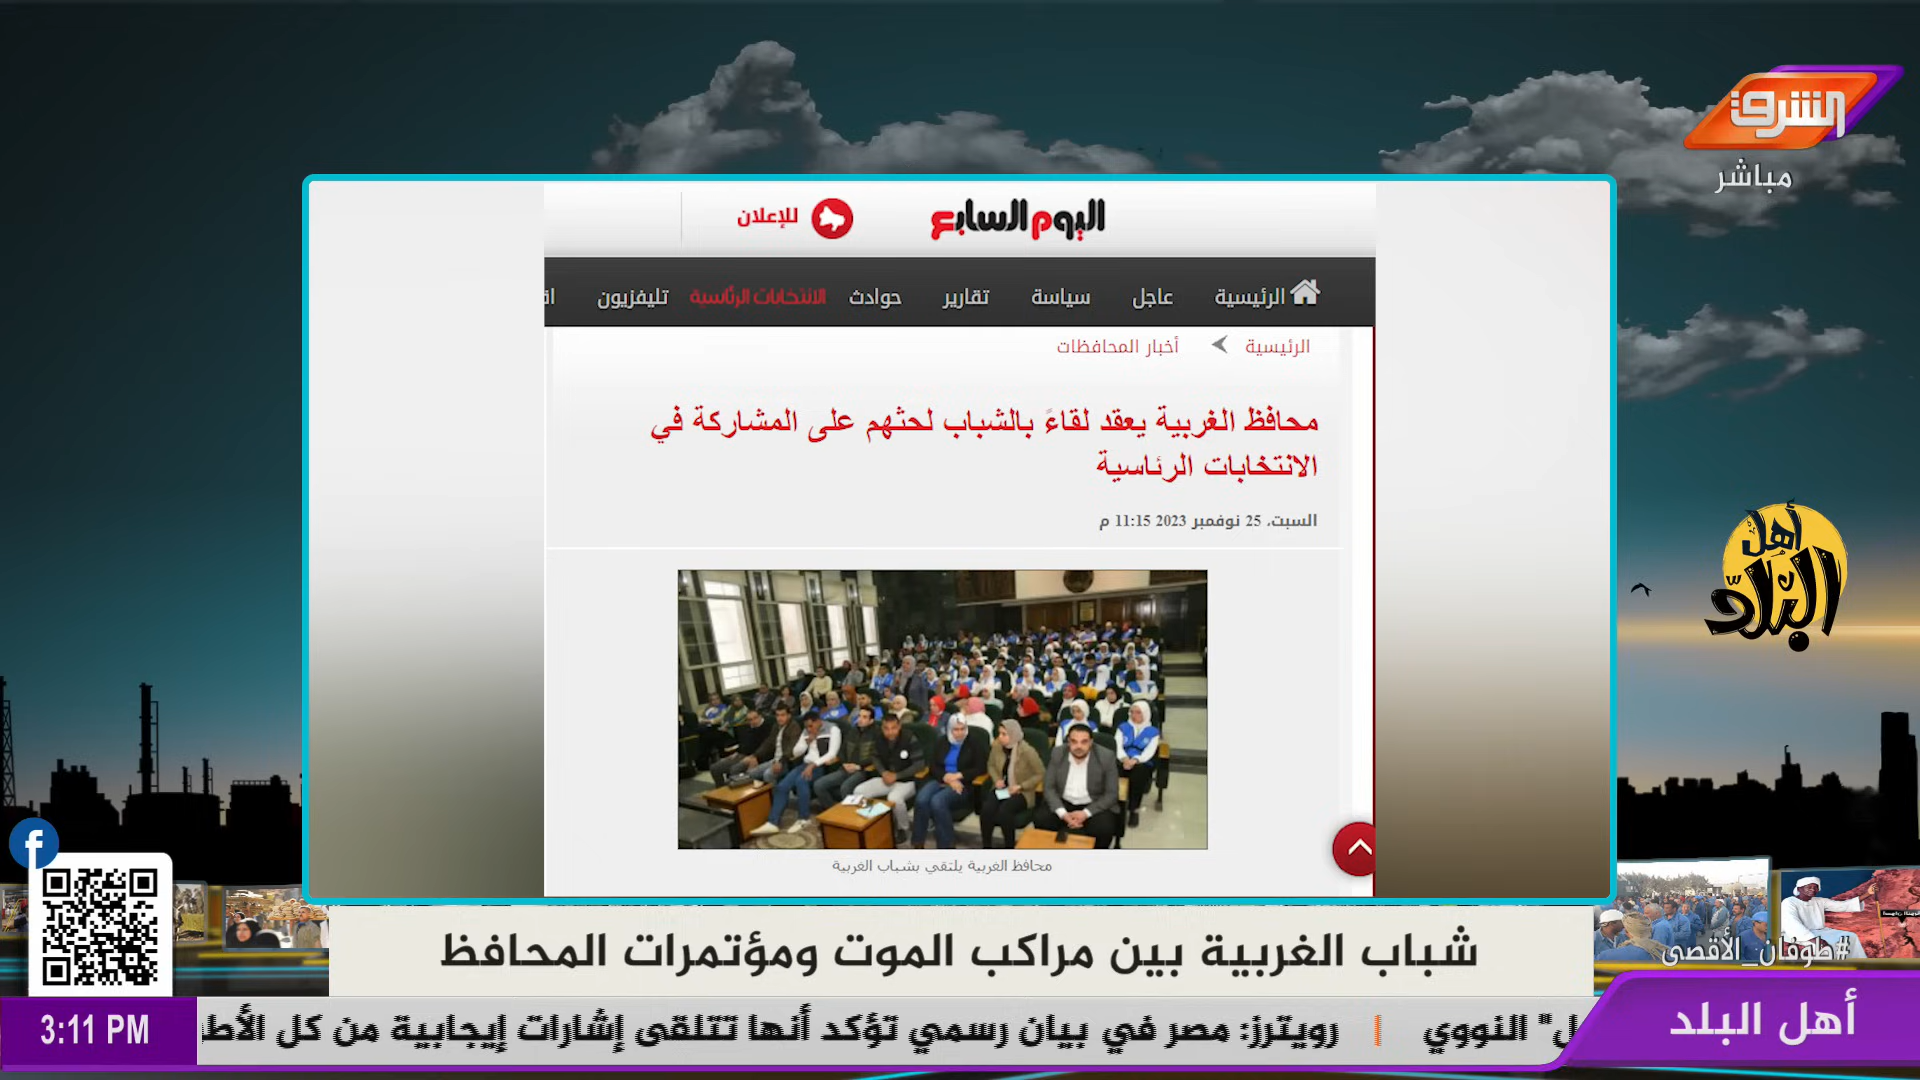 الشرق
مباشر
اليوم السابع
للإعلان
الرئيسية
عاجل
سياسة
تقارير
حوادث
الانتخابات الرئاسية
تليفزيون
الرئيسية
أخبار المحافظات
محافظ الغربية يعقد لقاءً بالشباب لحثهم على المشاركة في
الانتخابات الرئاسية
السبت، 25 نوفمبر 2023 11:15 م
محافظ الغربية يلتقي بشباب الغربية
أهل
البلد
f
شباب الغربية بين مراكب الموت ومؤتمرات المحافظ
#طوفان_الأقصى
أهل البلد
ل" النووي | رويترز: مصر في بيان رسمي تؤكد أنها تتلقى إشارات إيجابية من كل الأط
3:11 PM